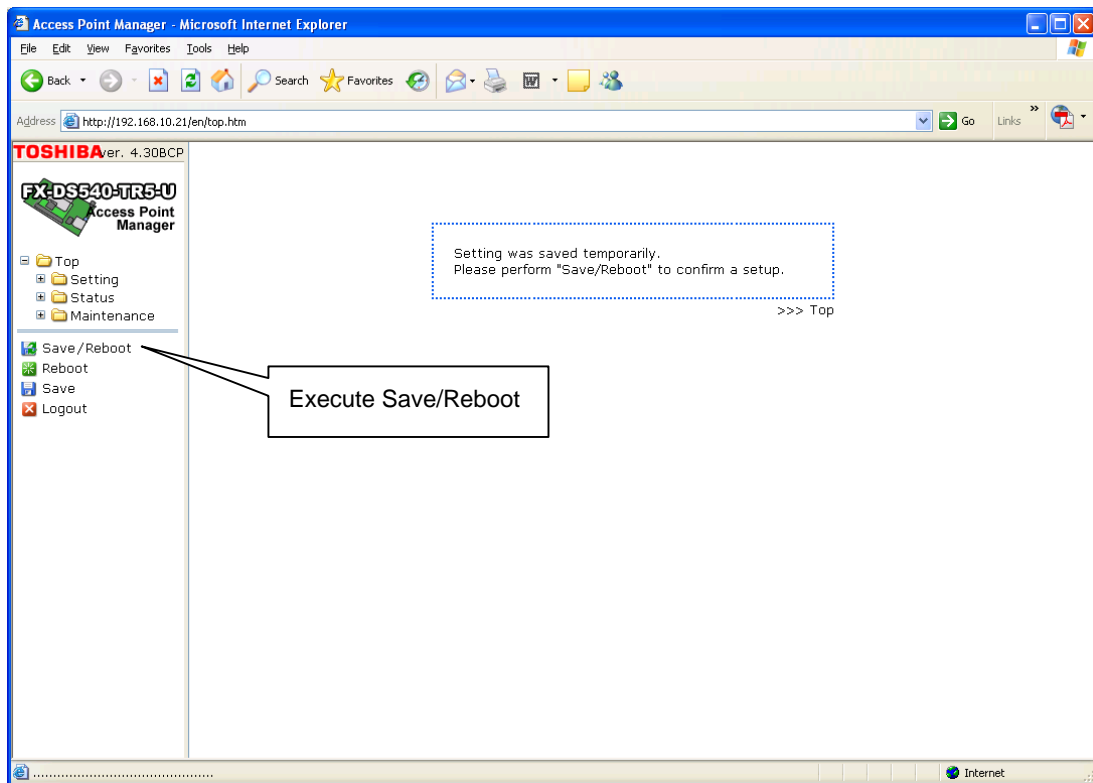 Access Point Manager - Microsoft Internet Explorer
File Edit View Favorites Tools Help
Back Search Favorites
Address http://192.168.10.21/en/top.htm Go Links »
TOSHIBA ver. 4.30BCP
FX-DS540-TR5-U
Access Point
Manager
Top
Setting
Status
Maintenance
Save/Reboot
Reboot
Save
Logout
Setting was saved temporarily.
Please perform "Save/Reboot" to confirm a setup.
>>> Top
Execute Save/Reboot
Internet